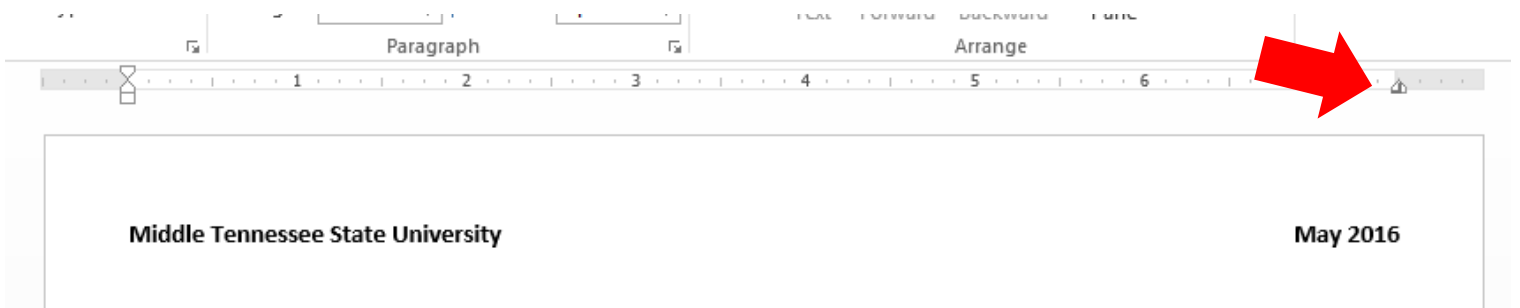 Paragraph Arrange
1 2 3 4 5 6
Middle Tennessee State University May 2016